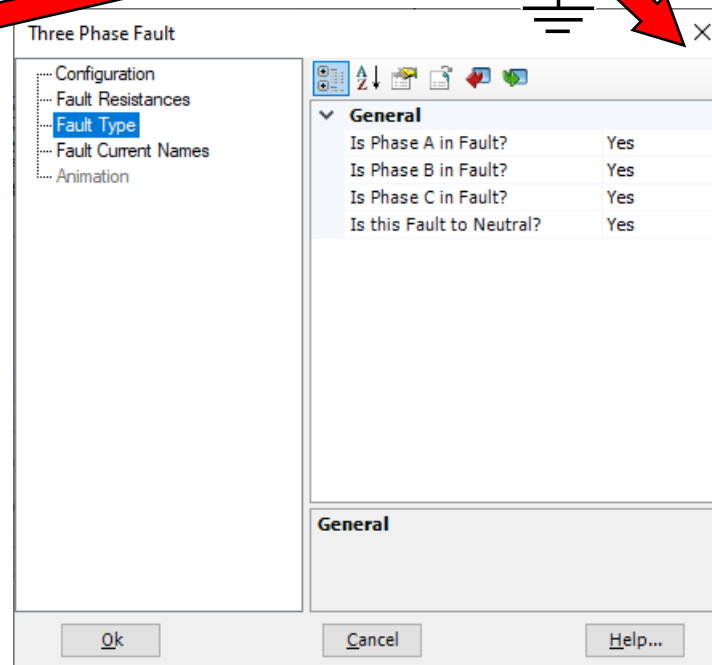 Three Phase Fault
Configuration
Fault Resistances
Fault Type
Fault Current Names
Animation
General
Is Phase A in Fault? Yes
Is Phase B in Fault? Yes
Is Phase C in Fault? Yes
Is this Fault to Neutral? Yes
General
Ok
Cancel
Help...